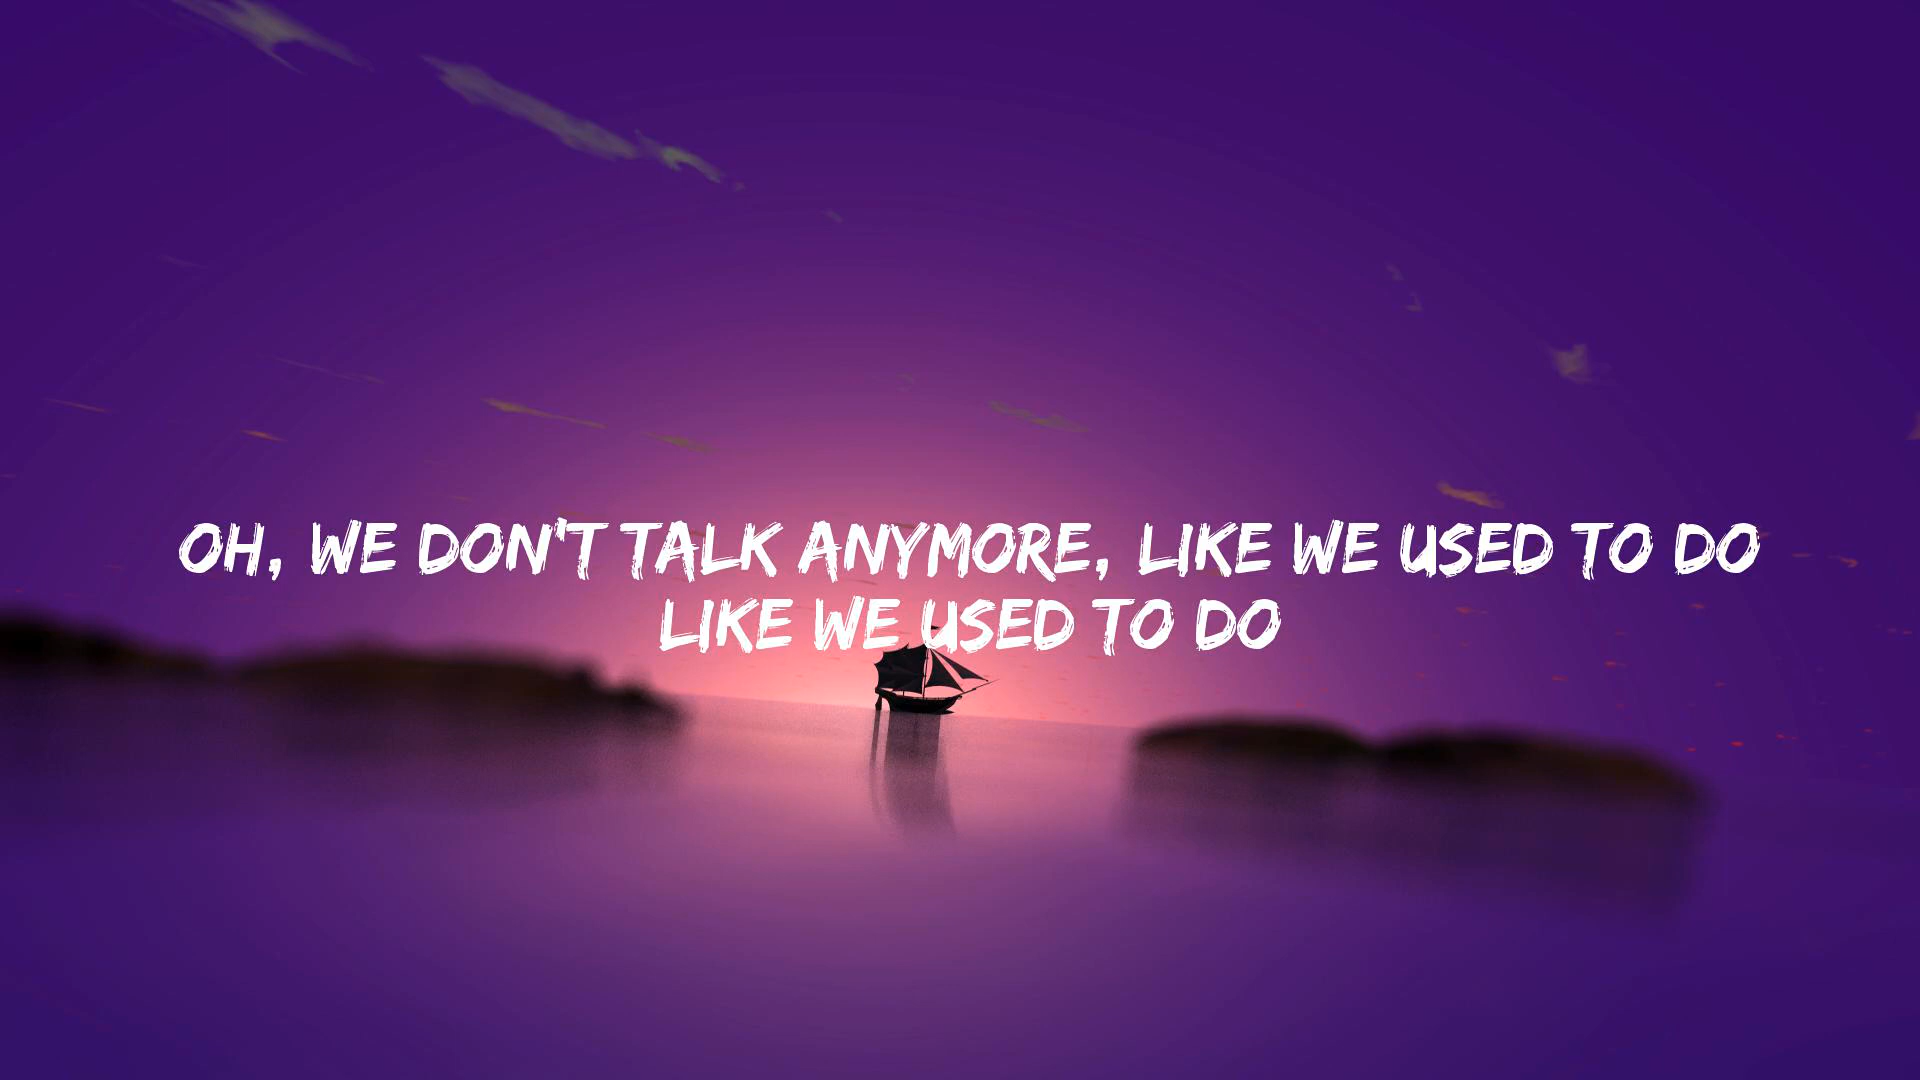 OH, WE DON'T TALK ANYMORE, LIKE WE USED TO DO
LIKE WE USED TO DO